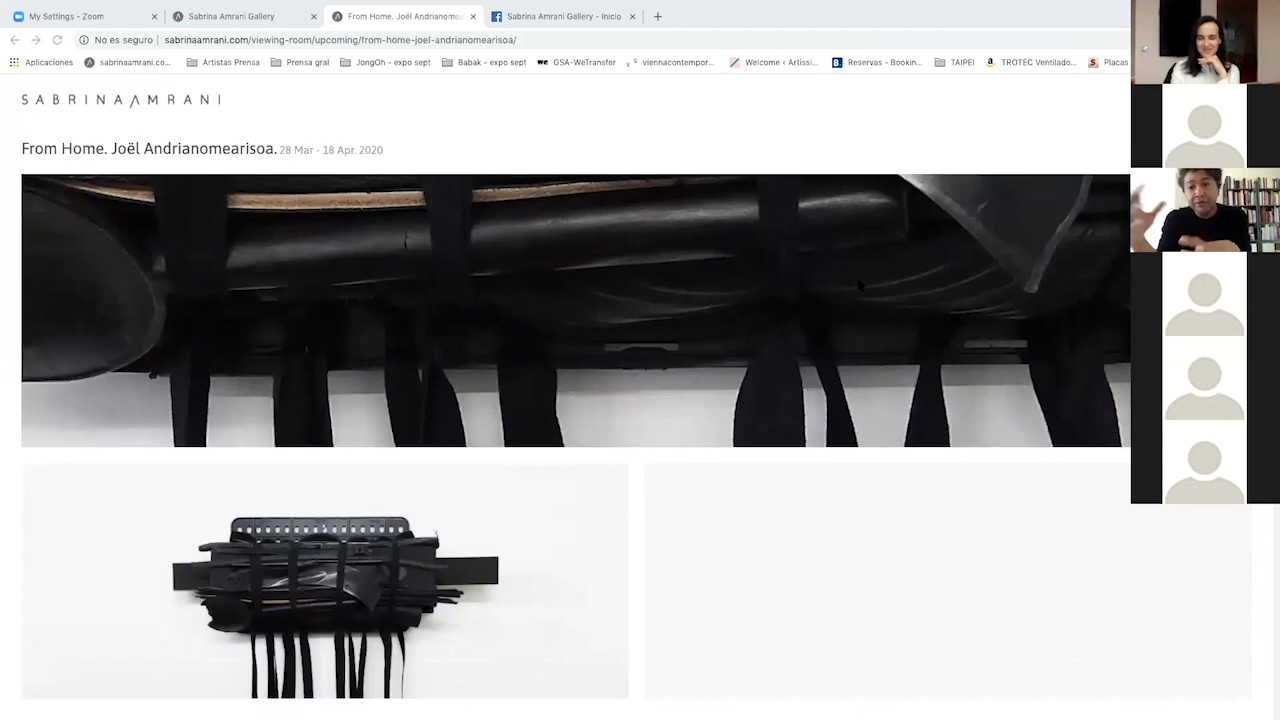 My Settings - Zoom
Sabrina Amrani Gallery
From Home. Joël Andrianomea
Sabrina Amrani Gallery - Inicio
No es seguro | sabrinaamrani.com/viewing-room/upcoming/from-home-joel-andrianomearisoa/
Aplicaciones
sabrinaamrani.co...
Artistas Prensa
Prensa gral
JongOh - expo sept
Babak - expo sept
GSA-WeTransfer
viennacontempor...
Welcome ‹ Artissi...
Reservas - Bookin...
TAIPEI
TROTEC Ventilado...
Placas
SABRINA AMRANI
From Home. Joël Andrianomearisoa. 28 Mar - 18 Apr. 2020